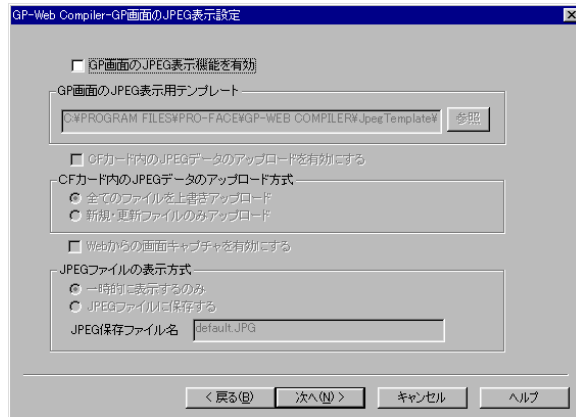 GP-Web Compiler-GP画面のJPEG表示設定
GP画面のJPEG表示機能を有効
GP画面のJPEG表示用テンプレート
C:¥PROGRAM FILES¥PRO-FACE¥GP-WEB COMPILER¥JpegTemplate¥ 参照
CFカード内のJPEGデータのアップロードを有効にする
CFカード内のJPEGデータのアップロード方式
全てのファイルを上書きアップロード
新規・更新ファイルのみアップロード
Webからの画面キャプチャを有効にする
JPEGファイルの表示方式
一時的に表示するのみ
JPEGファイルに保存する
JPEG保存ファイル名 default.JPG
< 戻る(B) 次へ(N) > キャンセル ヘルプ